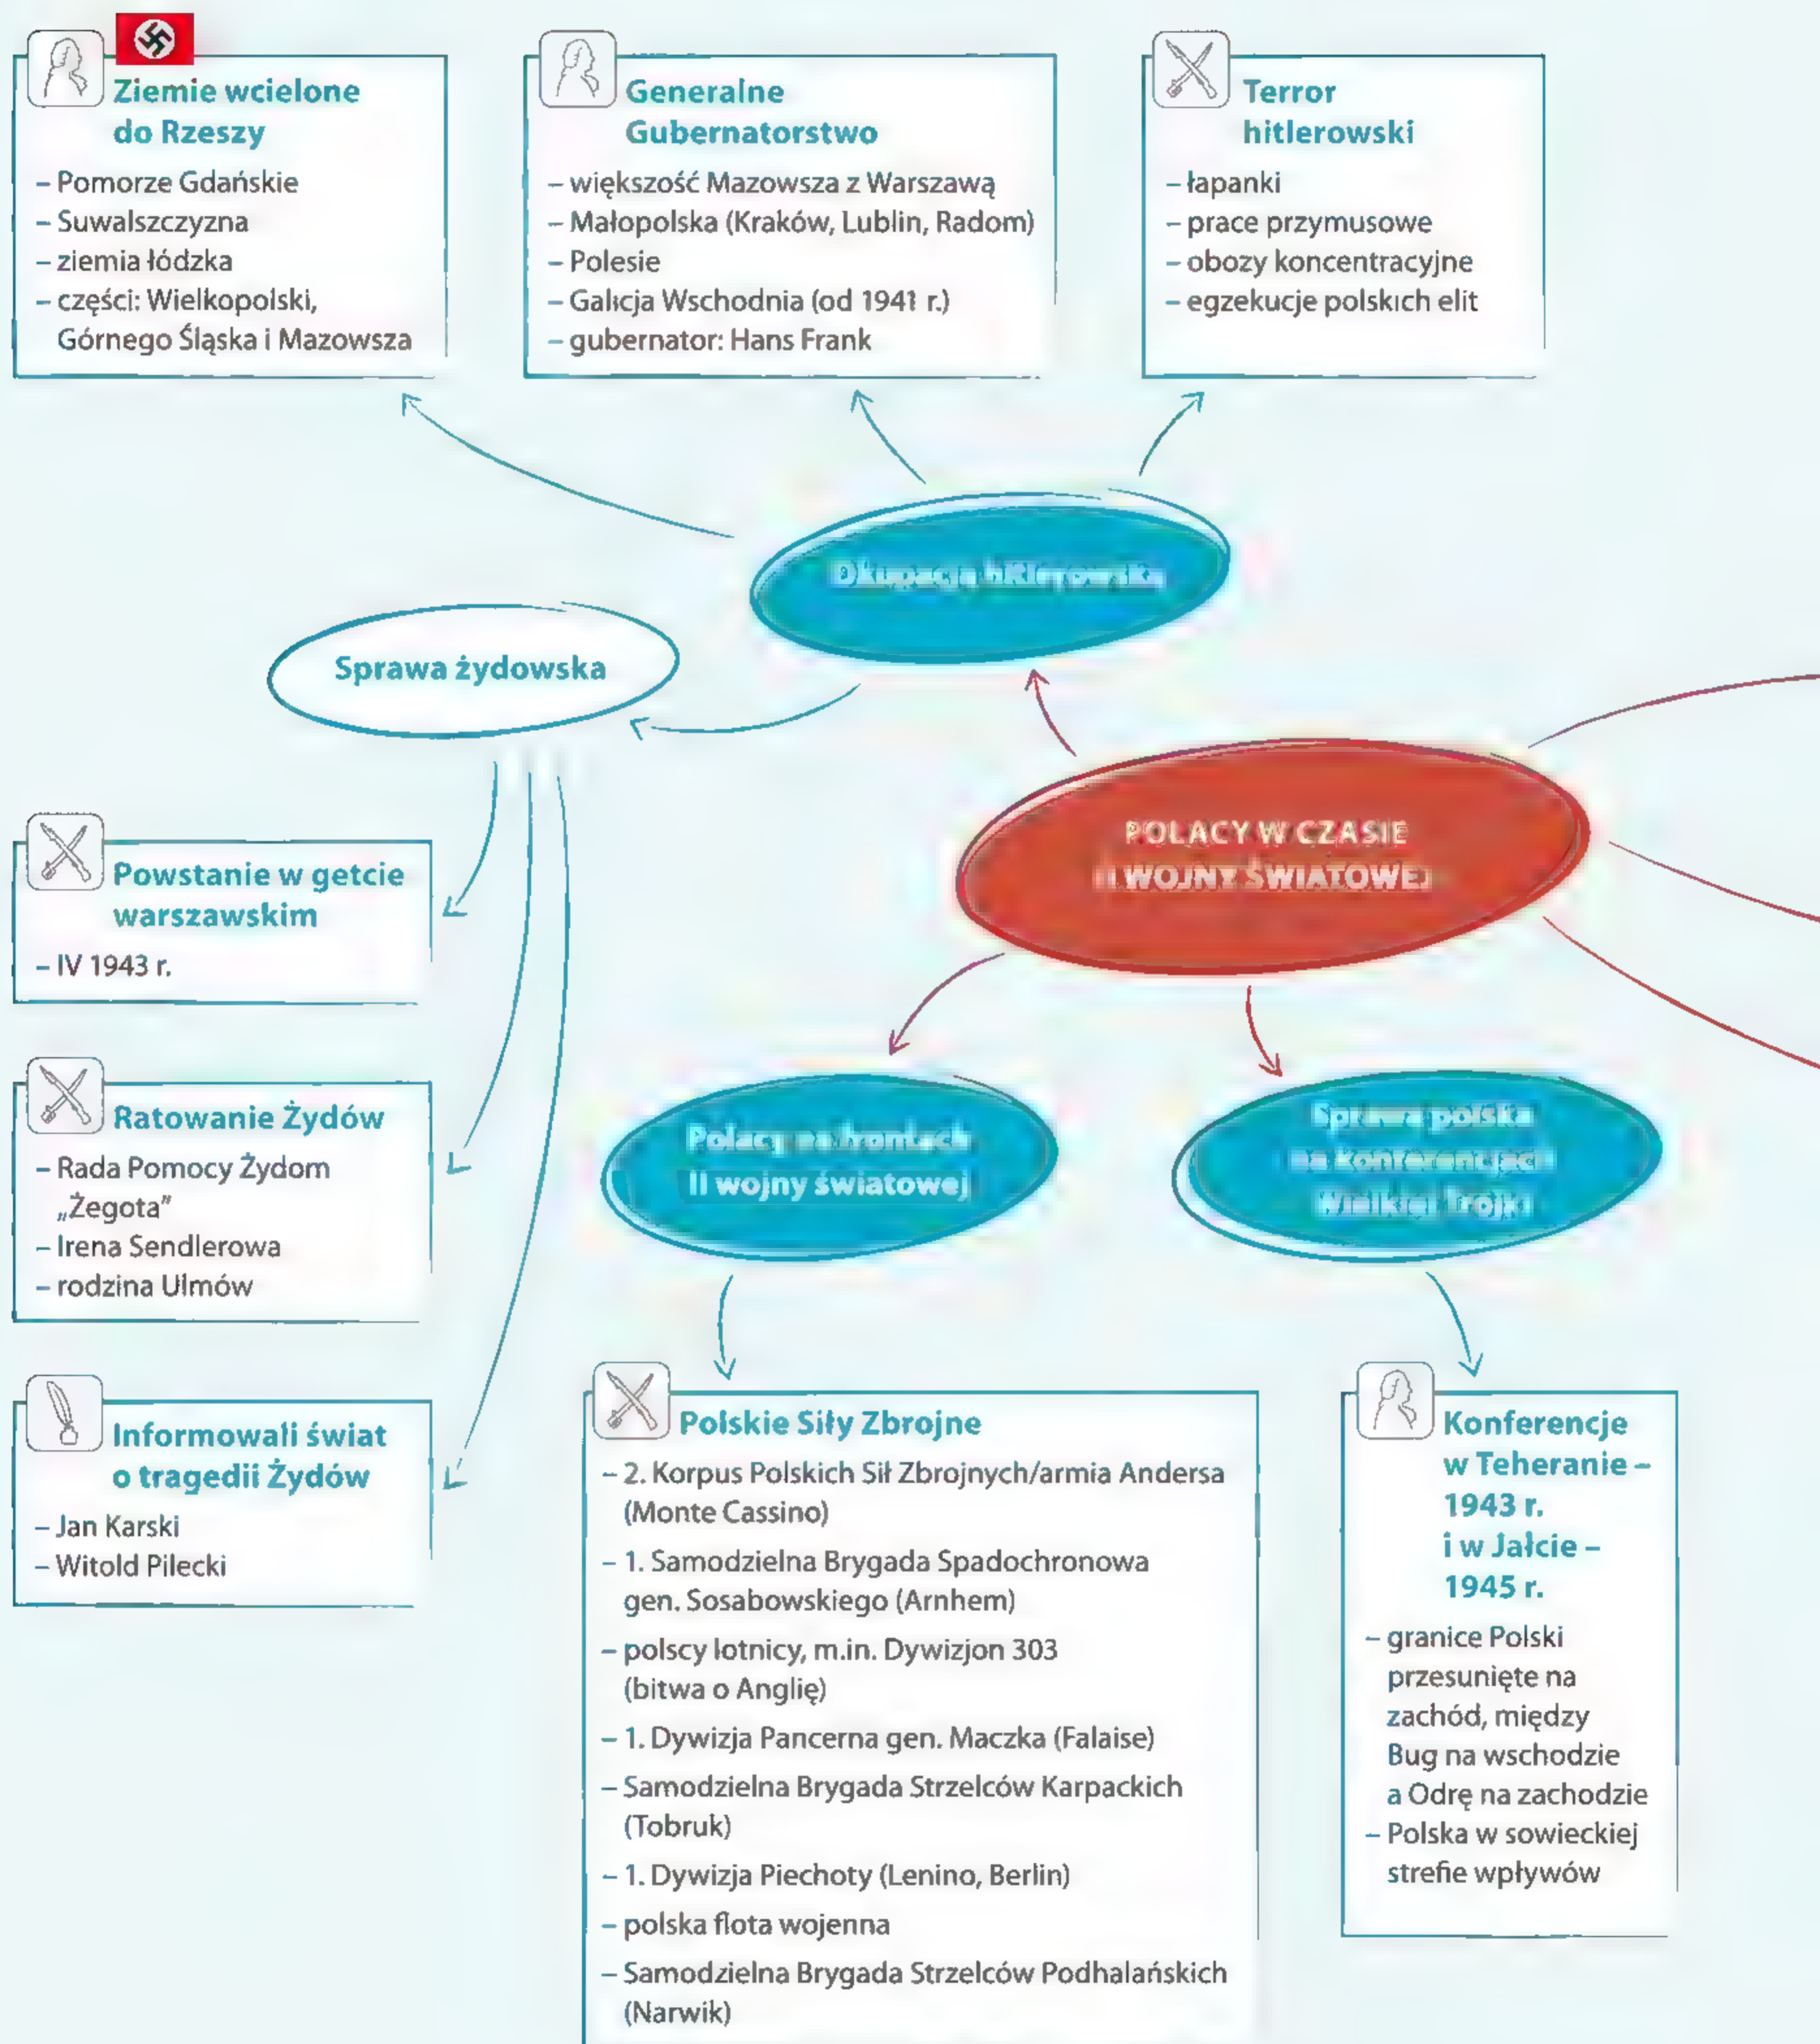 Ziemie wcielone
do Rzeszy
– Pomorze Gdańskie
– Suwalszczyzna
– ziemia łódzka
– części: Wielkopolski,
Górnego Śląska i Mazowsza
Generalne
Gubernatorstwo
– większość Mazowsza z Warszawą
– Małopolska (Kraków, Lublin, Radom)
– Polesie
– Galicja Wschodnia (od 1941 r.)
– gubernator: Hans Frank
Terror
hitlerowski
– łapanki
– prace przymusowe
– obozy koncentracyjne
– egzekucje polskich elit
Okupacja hitlerowska
Sprawa żydowska
POLACY W CZASIE
II WOJNY ŚWIATOWEJ
Powstanie w getcie
warszawskim
– IV 1943 r.
Ratowanie Żydów
– Rada Pomocy Żydom
„Żegota”
– Irena Sendlerowa
– rodzina Ulmów
Informowali świat
o tragedii Żydów
– Jan Karski
– Witold Pilecki
Polacy na frontach
II wojny światowej
Sprawa polska
na konferencjach
Wielkiej Trójki
Polskie Siły Zbrojne
– 2. Korpus Polskich Sił Zbrojnych/armia Andersa
(Monte Cassino)
– 1. Samodzielna Brygada Spadochronowa
gen. Sosabowskiego (Arnhem)
– polscy lotnicy, m.in. Dywizjon 303
(bitwa o Anglię)
– 1. Dywizja Pancerna gen. Maczka (Falaise)
– Samodzielna Brygada Strzelców Karpackich
(Tobruk)
– 1. Dywizja Piechoty (Lenino, Berlin)
– polska flota wojenna
– Samodzielna Brygada Strzelców Podhalańskich
(Narwik)
Konferencje
w Teheranie –
1943 r.
i w Jałcie –
1945 r.
– granice Polski
przesunięte na
zachód, między
Bug na wschodzie
a Odrę na zachodzie
– Polska w sowieckiej
strefie wpływów